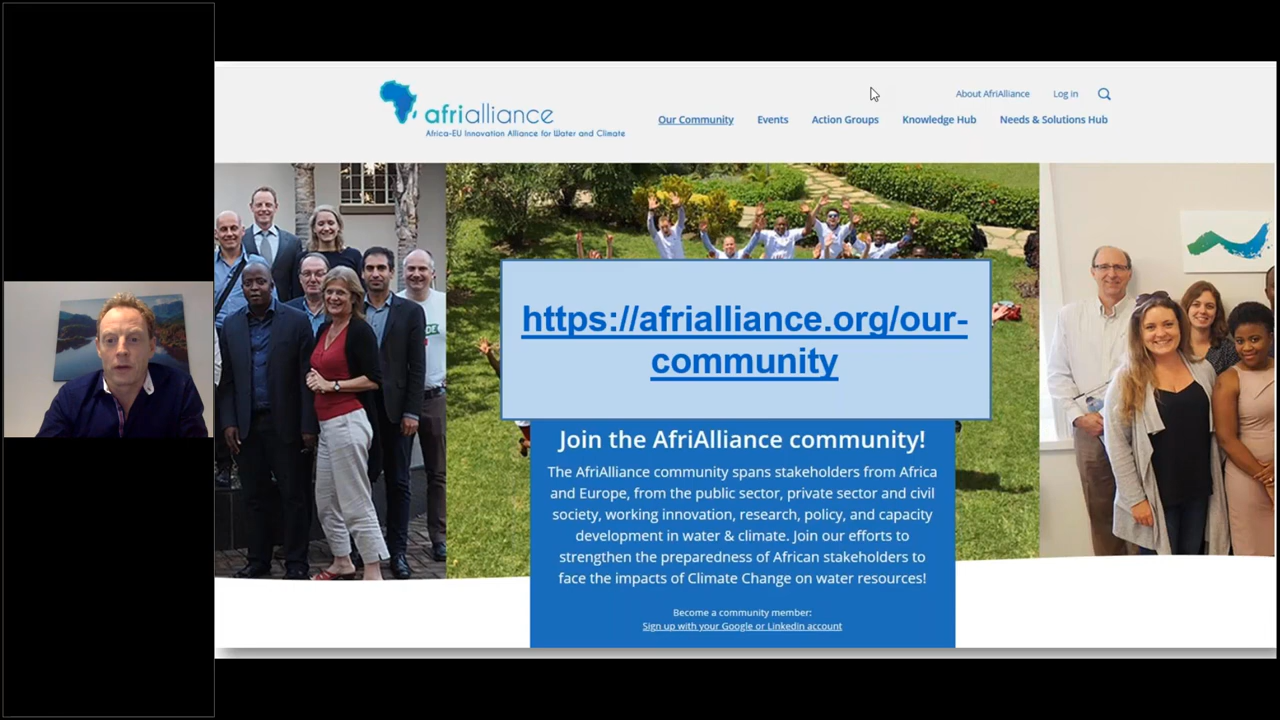 About AfriAlliance Log in
afrialliance
Africa-EU Innovation Alliance for Water and Climate
Our Community Events Action Groups Knowledge Hub Needs & Solutions Hub
https://afrialliance.org/our-
community
Join the AfriAlliance community!
The AfriAlliance community spans stakeholders from Africa
and Europe, from the public sector, private sector and civil
society, working innovation, research, policy, and capacity
development in water & climate. Join our efforts to
strengthen the preparedness of African stakeholders to
face the impacts of Climate Change on water resources!
Become a community member:
Sign up with your Google or Linkedin account